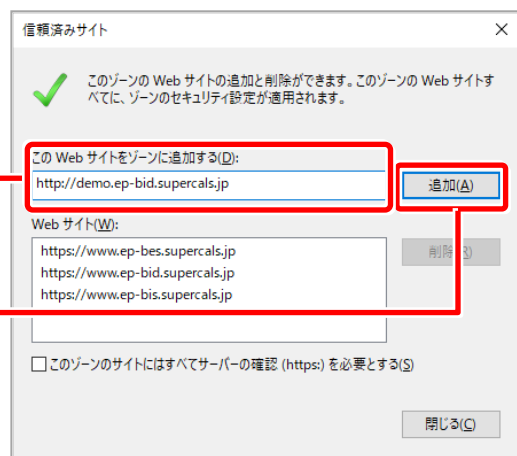 信頼済みサイト
このゾーンの Web サイトの追加と削除ができます。このゾーンの Web サイトす
べてに、ゾーンのセキュリティ設定が適用されます。
この Web サイトをゾーンに追加する(D):
http://demo.ep-bid.supercals.jp
追加(A)
Web サイト(W):
https://www.ep-bes.supercals.jp
https://www.ep-bid.supercals.jp
https://www.ep-bis.supercals.jp
削除(R)
このゾーンのサイトにはすべてサーバーの確認 (https:) を必要とする(S)
閉じる(C)